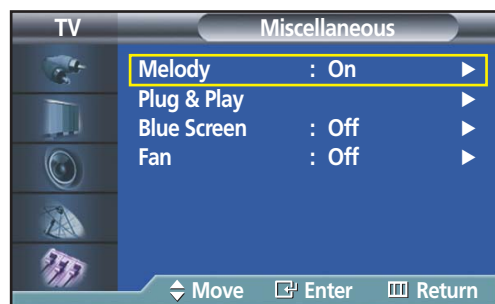 TV Miscellaneous
Melody : On
Plug & Play
Blue Screen : Off
Fan : Off
Move Enter Return